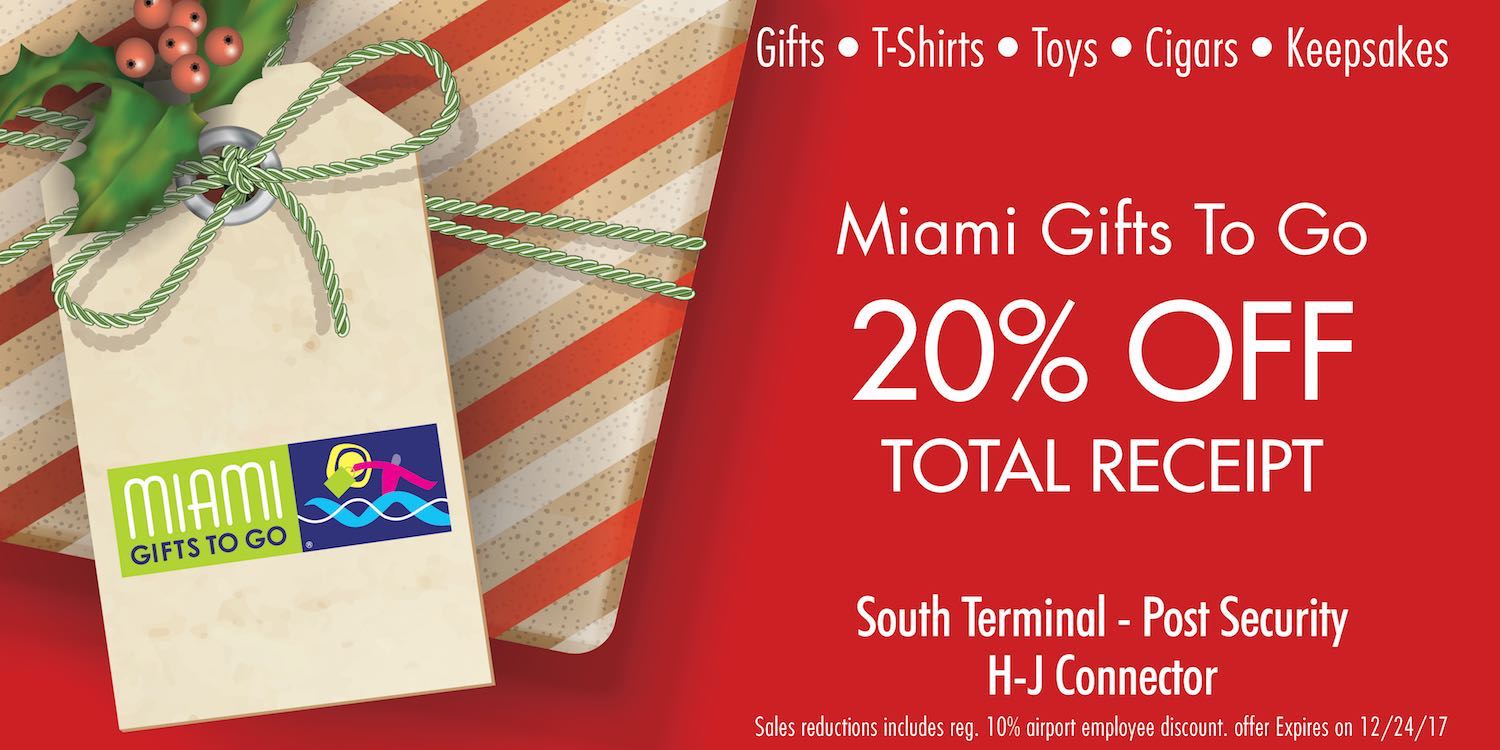 Gifts • T-Shirts • Toys • Cigars • Keepsakes
Miami Gifts To Go
20% OFF
TOTAL RECEIPT
MIAMI
GIFTS TO GO
®
South Terminal - Post Security
H-J Connector
Sales reductions includes reg. 10% airport employee discount. offer Expires on 12/24/17